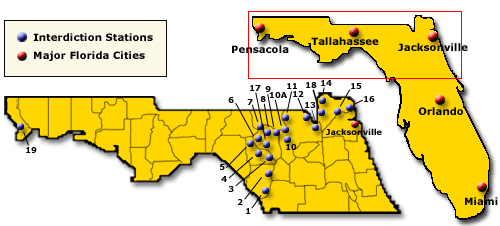 Interdiction Stations
Major Florida Cities
Pensacola
Tallahassee
Jacksonville
Orlando
Miami
17
9
11
18
14
8
10A
12
13
15
16
7
6
Jacksonville
10
19
5
4
3
2
1